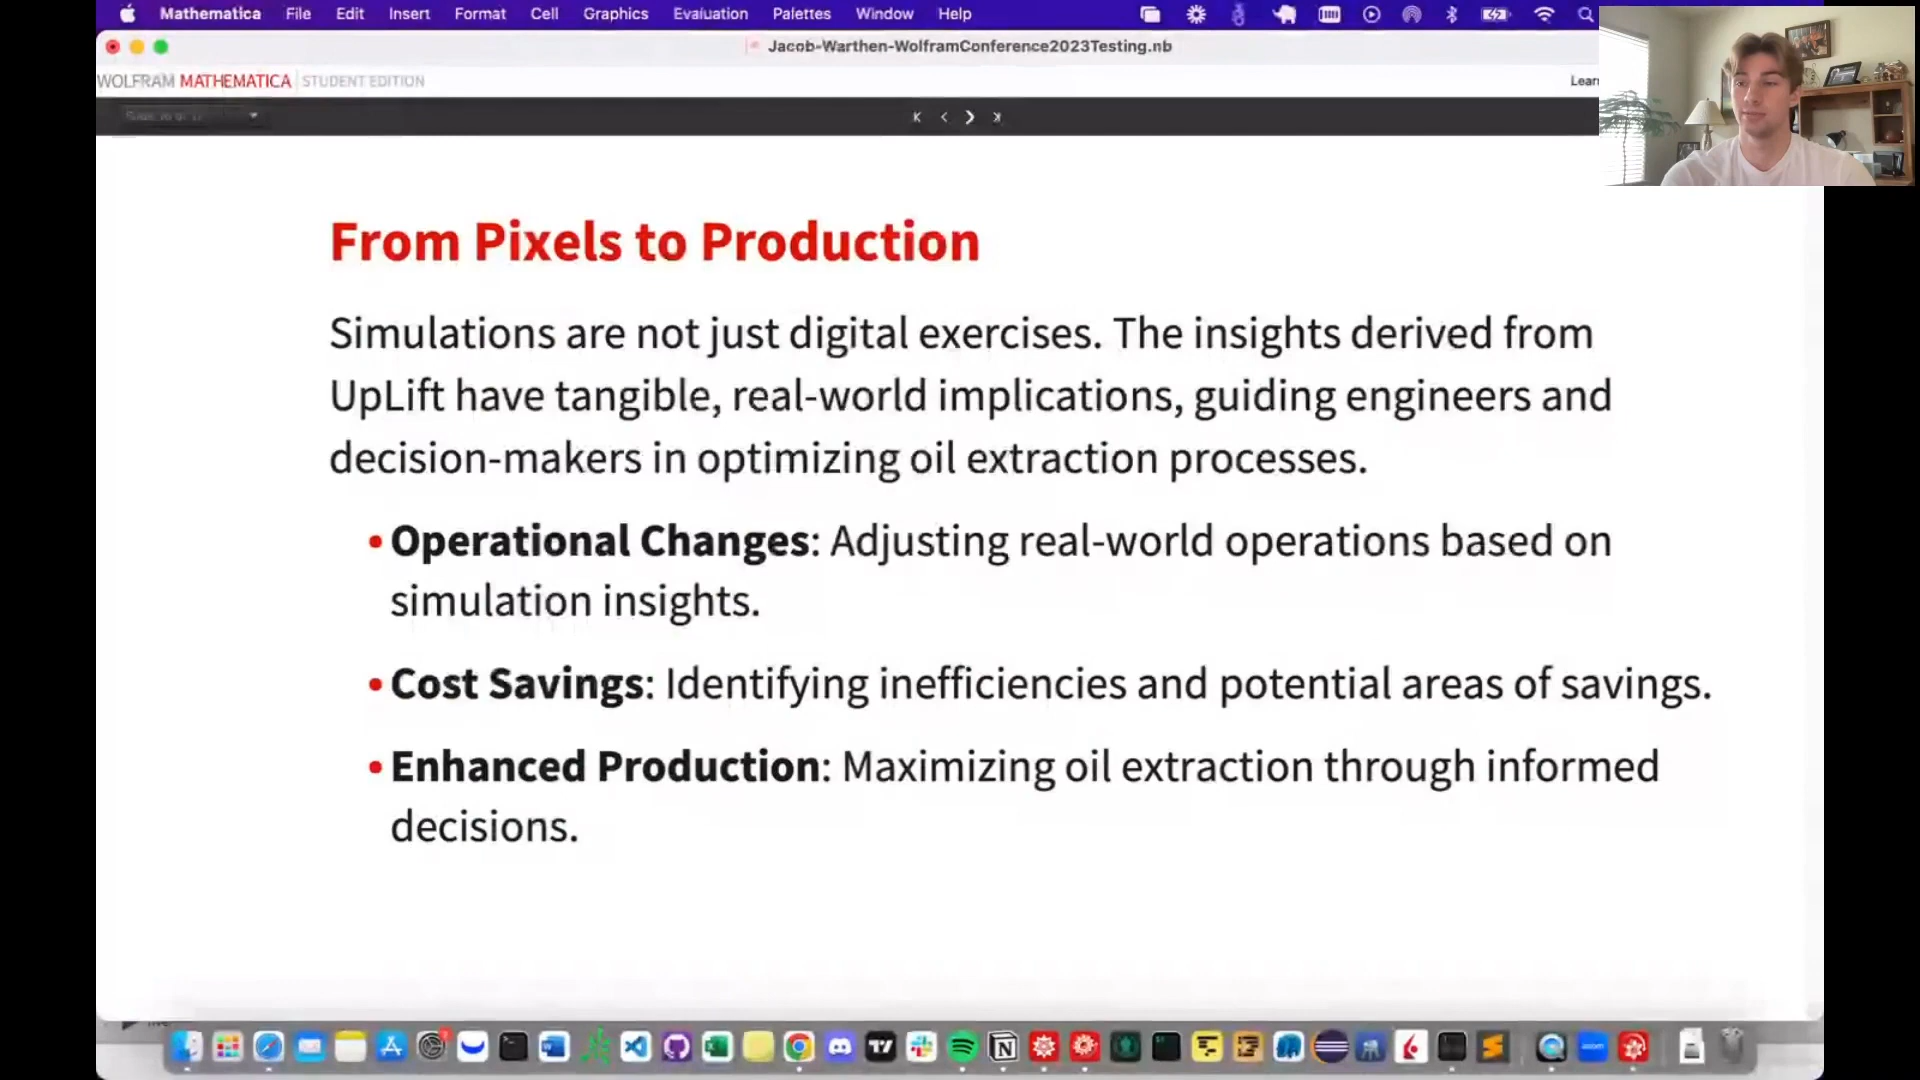 Mathematica File Edit Insert Format Cell Graphics Evaluation Palettes Window Help
Jacob-Warthen-WolframConference2023Testing.nb
WOLFRAM MATHEMATICA STUDENT EDITION
Lear
From Pixels to Production
Simulations are not just digital exercises. The insights derived from
UpLift have tangible, real-world implications, guiding engineers and
decision-makers in optimizing oil extraction processes.
• Operational Changes: Adjusting real-world operations based on
simulation insights.
• Cost Savings: Identifying inefficiencies and potential areas of savings.
• Enhanced Production: Maximizing oil extraction through informed
decisions.